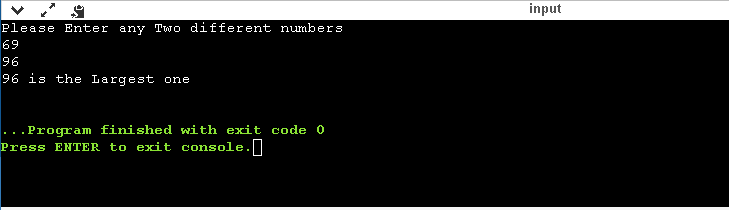 input
Please Enter any Two different numbers
69
96
96 is the Largest one
...Program finished with exit code 0
Press ENTER to exit console.